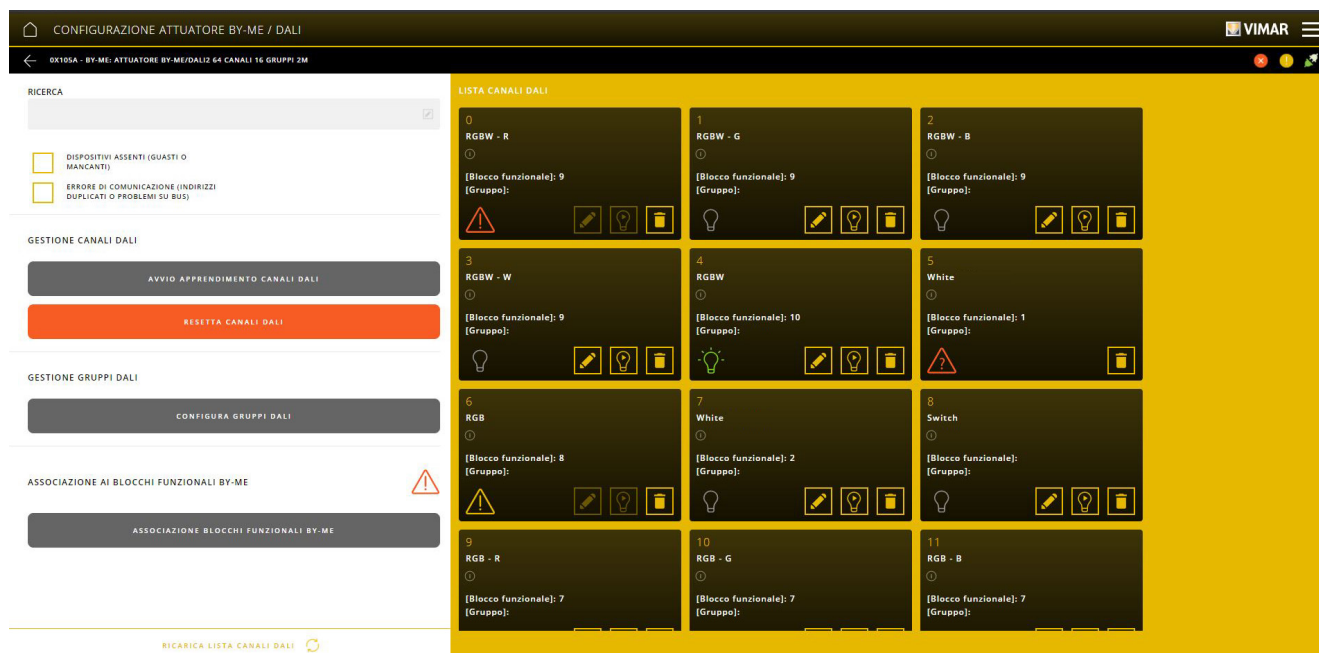 CONFIGURAZIONE ATTUATORE BY-ME / DALI
VIMAR
0X105A - BY-ME: ATTUATORE BY-ME/DALI2 64 CANALI 16 GRUPPI 2M
RICERCA
DISPOSITIVI ASSENTI (GUASTI O
MANCANTI)
ERRORE DI COMUNICAZIONE (INDIRIZZI
DUPLICATI O PROBLEMI SU BUS)
GESTIONE CANALI DALI
AVVIO APPRENDIMENTO CANALI DALI
RESETTA CANALI DALI
GESTIONE GRUPPI DALI
CONFIGURA GRUPPI DALI
ASSOCIAZIONE AI BLOCCHI FUNZIONALI BY-ME
ASSOCIAZIONE BLOCCHI FUNZIONALI BY-ME
RICARICA LISTA CANALI DALI
LISTA CANALI DALI
0
RGBW - R
[Blocco funzionale]: 9
[Gruppo]:
1
RGBW - G
[Blocco funzionale]: 9
[Gruppo]:
2
RGBW - B
[Blocco funzionale]: 9
[Gruppo]:
3
RGBW - W
[Blocco funzionale]: 9
[Gruppo]:
4
RGBW
[Blocco funzionale]: 10
[Gruppo]:
5
White
[Blocco funzionale]: 1
[Gruppo]:
6
RGB
[Blocco funzionale]: 8
[Gruppo]:
7
White
[Blocco funzionale]: 2
[Gruppo]:
8
Switch
[Blocco funzionale]:
[Gruppo]:
9
RGB - R
[Blocco funzionale]: 7
[Gruppo]:
10
RGB - G
[Blocco funzionale]: 7
[Gruppo]:
11
RGB - B
[Blocco funzionale]: 7
[Gruppo]: